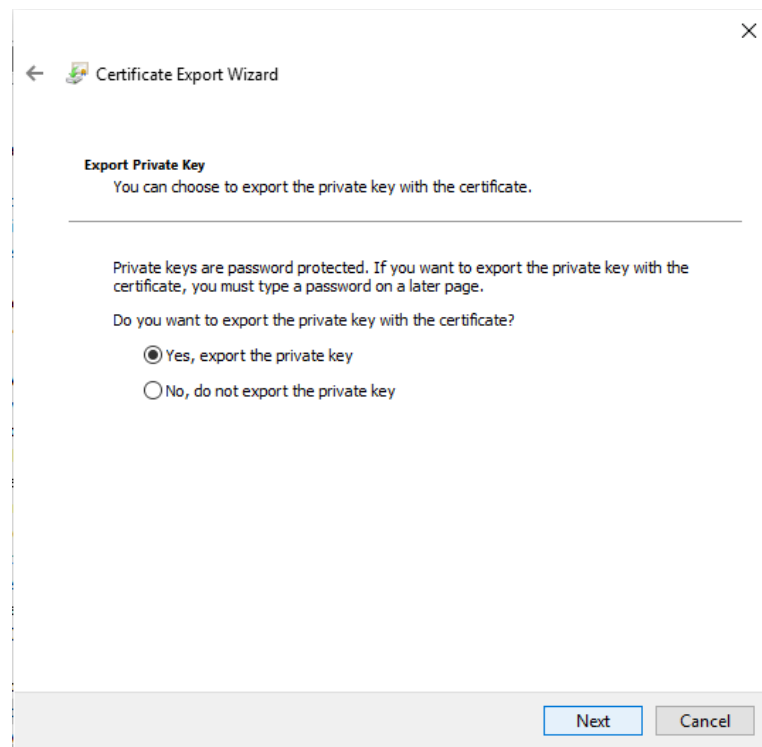 Certificate Export Wizard
Export Private Key
You can choose to export the private key with the certificate.
Private keys are password protected. If you want to export the private key with the
certificate, you must type a password on a later page.
Do you want to export the private key with the certificate?
Yes, export the private key
No, do not export the private key
Next Cancel